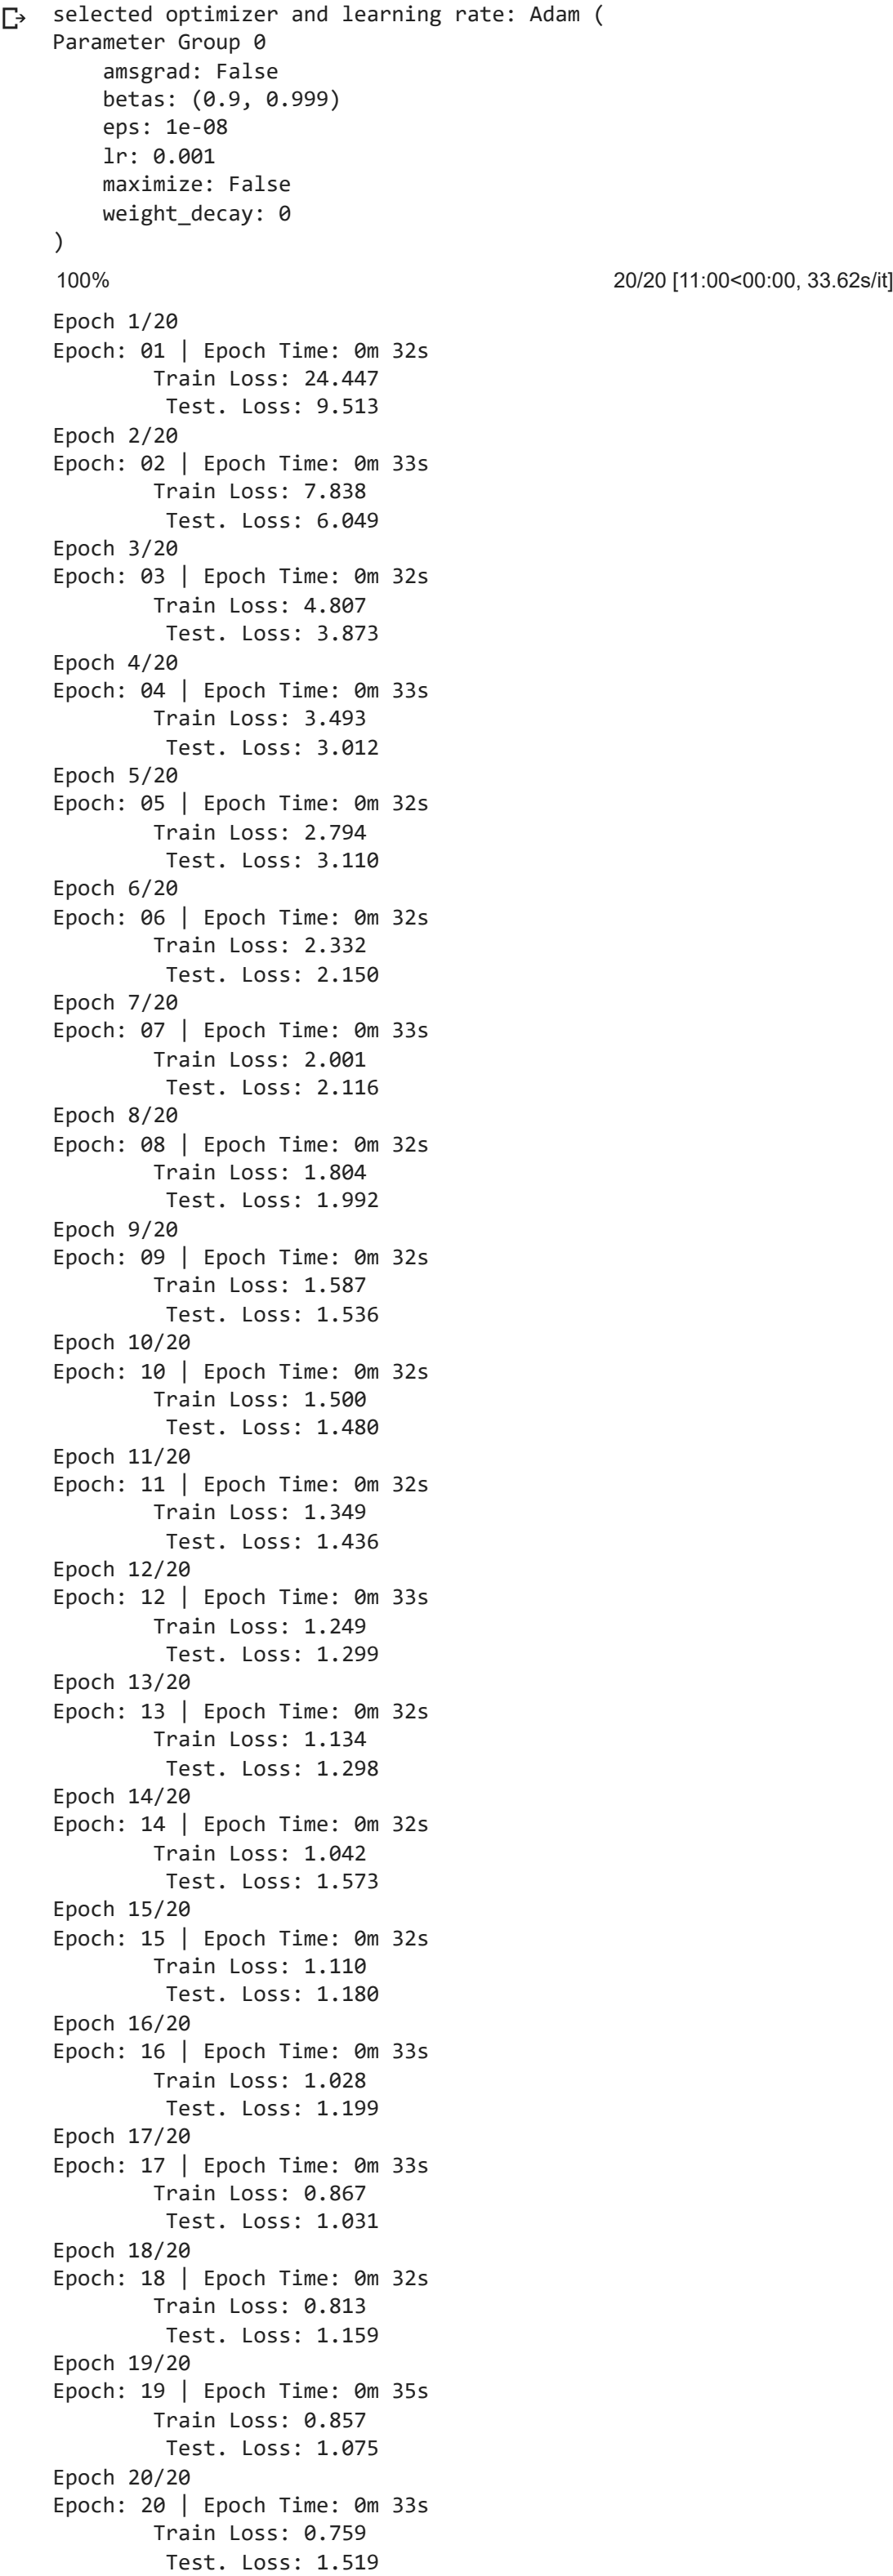 selected optimizer and learning rate: Adam (
Parameter Group 0
    amsgrad: False
    betas: (0.9, 0.999)
    eps: 1e-08
    lr: 0.001
    maximize: False
    weight_decay: 0
)
100% 20/20 [11:00<00:00, 33.62s/it]
Epoch 1/20
Epoch: 01 | Epoch Time: 0m 32s
        Train Loss: 24.447
         Test. Loss: 9.513
Epoch 2/20
Epoch: 02 | Epoch Time: 0m 33s
        Train Loss: 7.838
         Test. Loss: 6.049
Epoch 3/20
Epoch: 03 | Epoch Time: 0m 32s
        Train Loss: 4.807
         Test. Loss: 3.873
Epoch 4/20
Epoch: 04 | Epoch Time: 0m 33s
        Train Loss: 3.493
         Test. Loss: 3.012
Epoch 5/20
Epoch: 05 | Epoch Time: 0m 32s
        Train Loss: 2.794
         Test. Loss: 3.110
Epoch 6/20
Epoch: 06 | Epoch Time: 0m 32s
        Train Loss: 2.332
         Test. Loss: 2.150
Epoch 7/20
Epoch: 07 | Epoch Time: 0m 33s
        Train Loss: 2.001
         Test. Loss: 2.116
Epoch 8/20
Epoch: 08 | Epoch Time: 0m 32s
        Train Loss: 1.804
         Test. Loss: 1.992
Epoch 9/20
Epoch: 09 | Epoch Time: 0m 32s
        Train Loss: 1.587
         Test. Loss: 1.536
Epoch 10/20
Epoch: 10 | Epoch Time: 0m 32s
        Train Loss: 1.500
         Test. Loss: 1.480
Epoch 11/20
Epoch: 11 | Epoch Time: 0m 32s
        Train Loss: 1.349
         Test. Loss: 1.436
Epoch 12/20
Epoch: 12 | Epoch Time: 0m 33s
        Train Loss: 1.249
         Test. Loss: 1.299
Epoch 13/20
Epoch: 13 | Epoch Time: 0m 32s
        Train Loss: 1.134
         Test. Loss: 1.298
Epoch 14/20
Epoch: 14 | Epoch Time: 0m 32s
        Train Loss: 1.042
         Test. Loss: 1.573
Epoch 15/20
Epoch: 15 | Epoch Time: 0m 32s
        Train Loss: 1.110
         Test. Loss: 1.180
Epoch 16/20
Epoch: 16 | Epoch Time: 0m 33s
        Train Loss: 1.028
         Test. Loss: 1.199
Epoch 17/20
Epoch: 17 | Epoch Time: 0m 33s
        Train Loss: 0.867
         Test. Loss: 1.031
Epoch 18/20
Epoch: 18 | Epoch Time: 0m 32s
        Train Loss: 0.813
         Test. Loss: 1.159
Epoch 19/20
Epoch: 19 | Epoch Time: 0m 35s
        Train Loss: 0.857
         Test. Loss: 1.075
Epoch 20/20
Epoch: 20 | Epoch Time: 0m 33s
        Train Loss: 0.759
         Test. Loss: 1.519